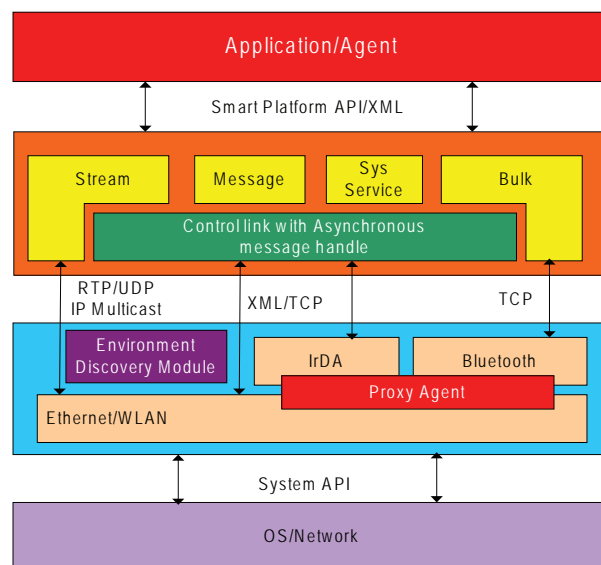 Application/Agent
Smart Platform API/XML
Stream
Message
Sys
Service
Bulk
Control link with Asynchronous
message handle
RTP/UDP
IP Multicast
XML/TCP
TCP
Environment
Discovery Module
IrDA
Bluetooth
Proxy Agent
Ethernet/WLAN
System API
OS/Network